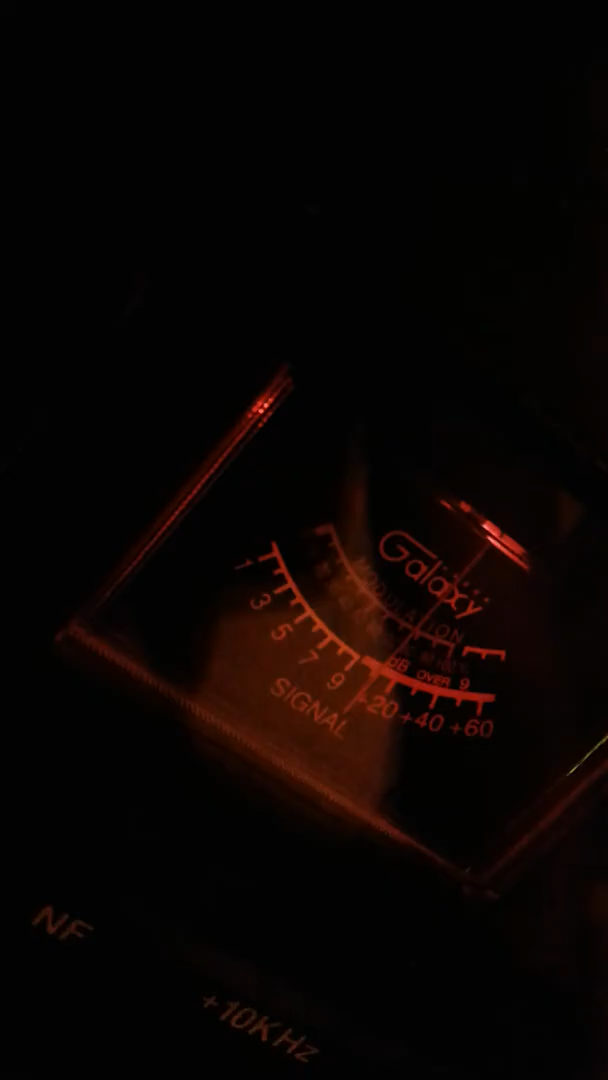 Galaxy
MODULATION
dB OVER 9
1 3 5 7 9 +20 +40 +60
SIGNAL
NF
+10KHz